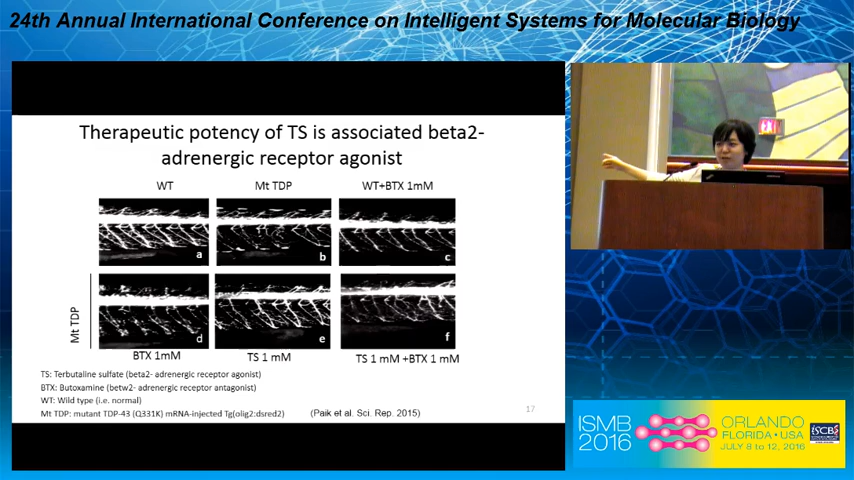 24th Annual International Conference on Intelligent Systems for Molecular Biology
Therapeutic potency of TS is associated beta2-
adrenergic receptor agonist
WT
Mt TDP
WT+BTX 1mM
a
b
c
Mt TDP
d
e
f
BTX 1mM
TS 1 mM
TS 1 mM +BTX 1 mM
TS: Terbutaline sulfate (beta2- adrenergic receptor agonist)
BTX: Butoxamine (betw2- adrenergic receptor antagonist)
WT: Wild type (i.e. normal)
Mt TDP: mutant TDP-43 (Q331K) mRNA-injected Tg(olig2:dsred2)
(Paik et al. Sci. Rep. 2015)
17
EXIT
ISMB
2016
ORLANDO
FLORIDA • USA
JULY 8 to 12, 2016
ISCB